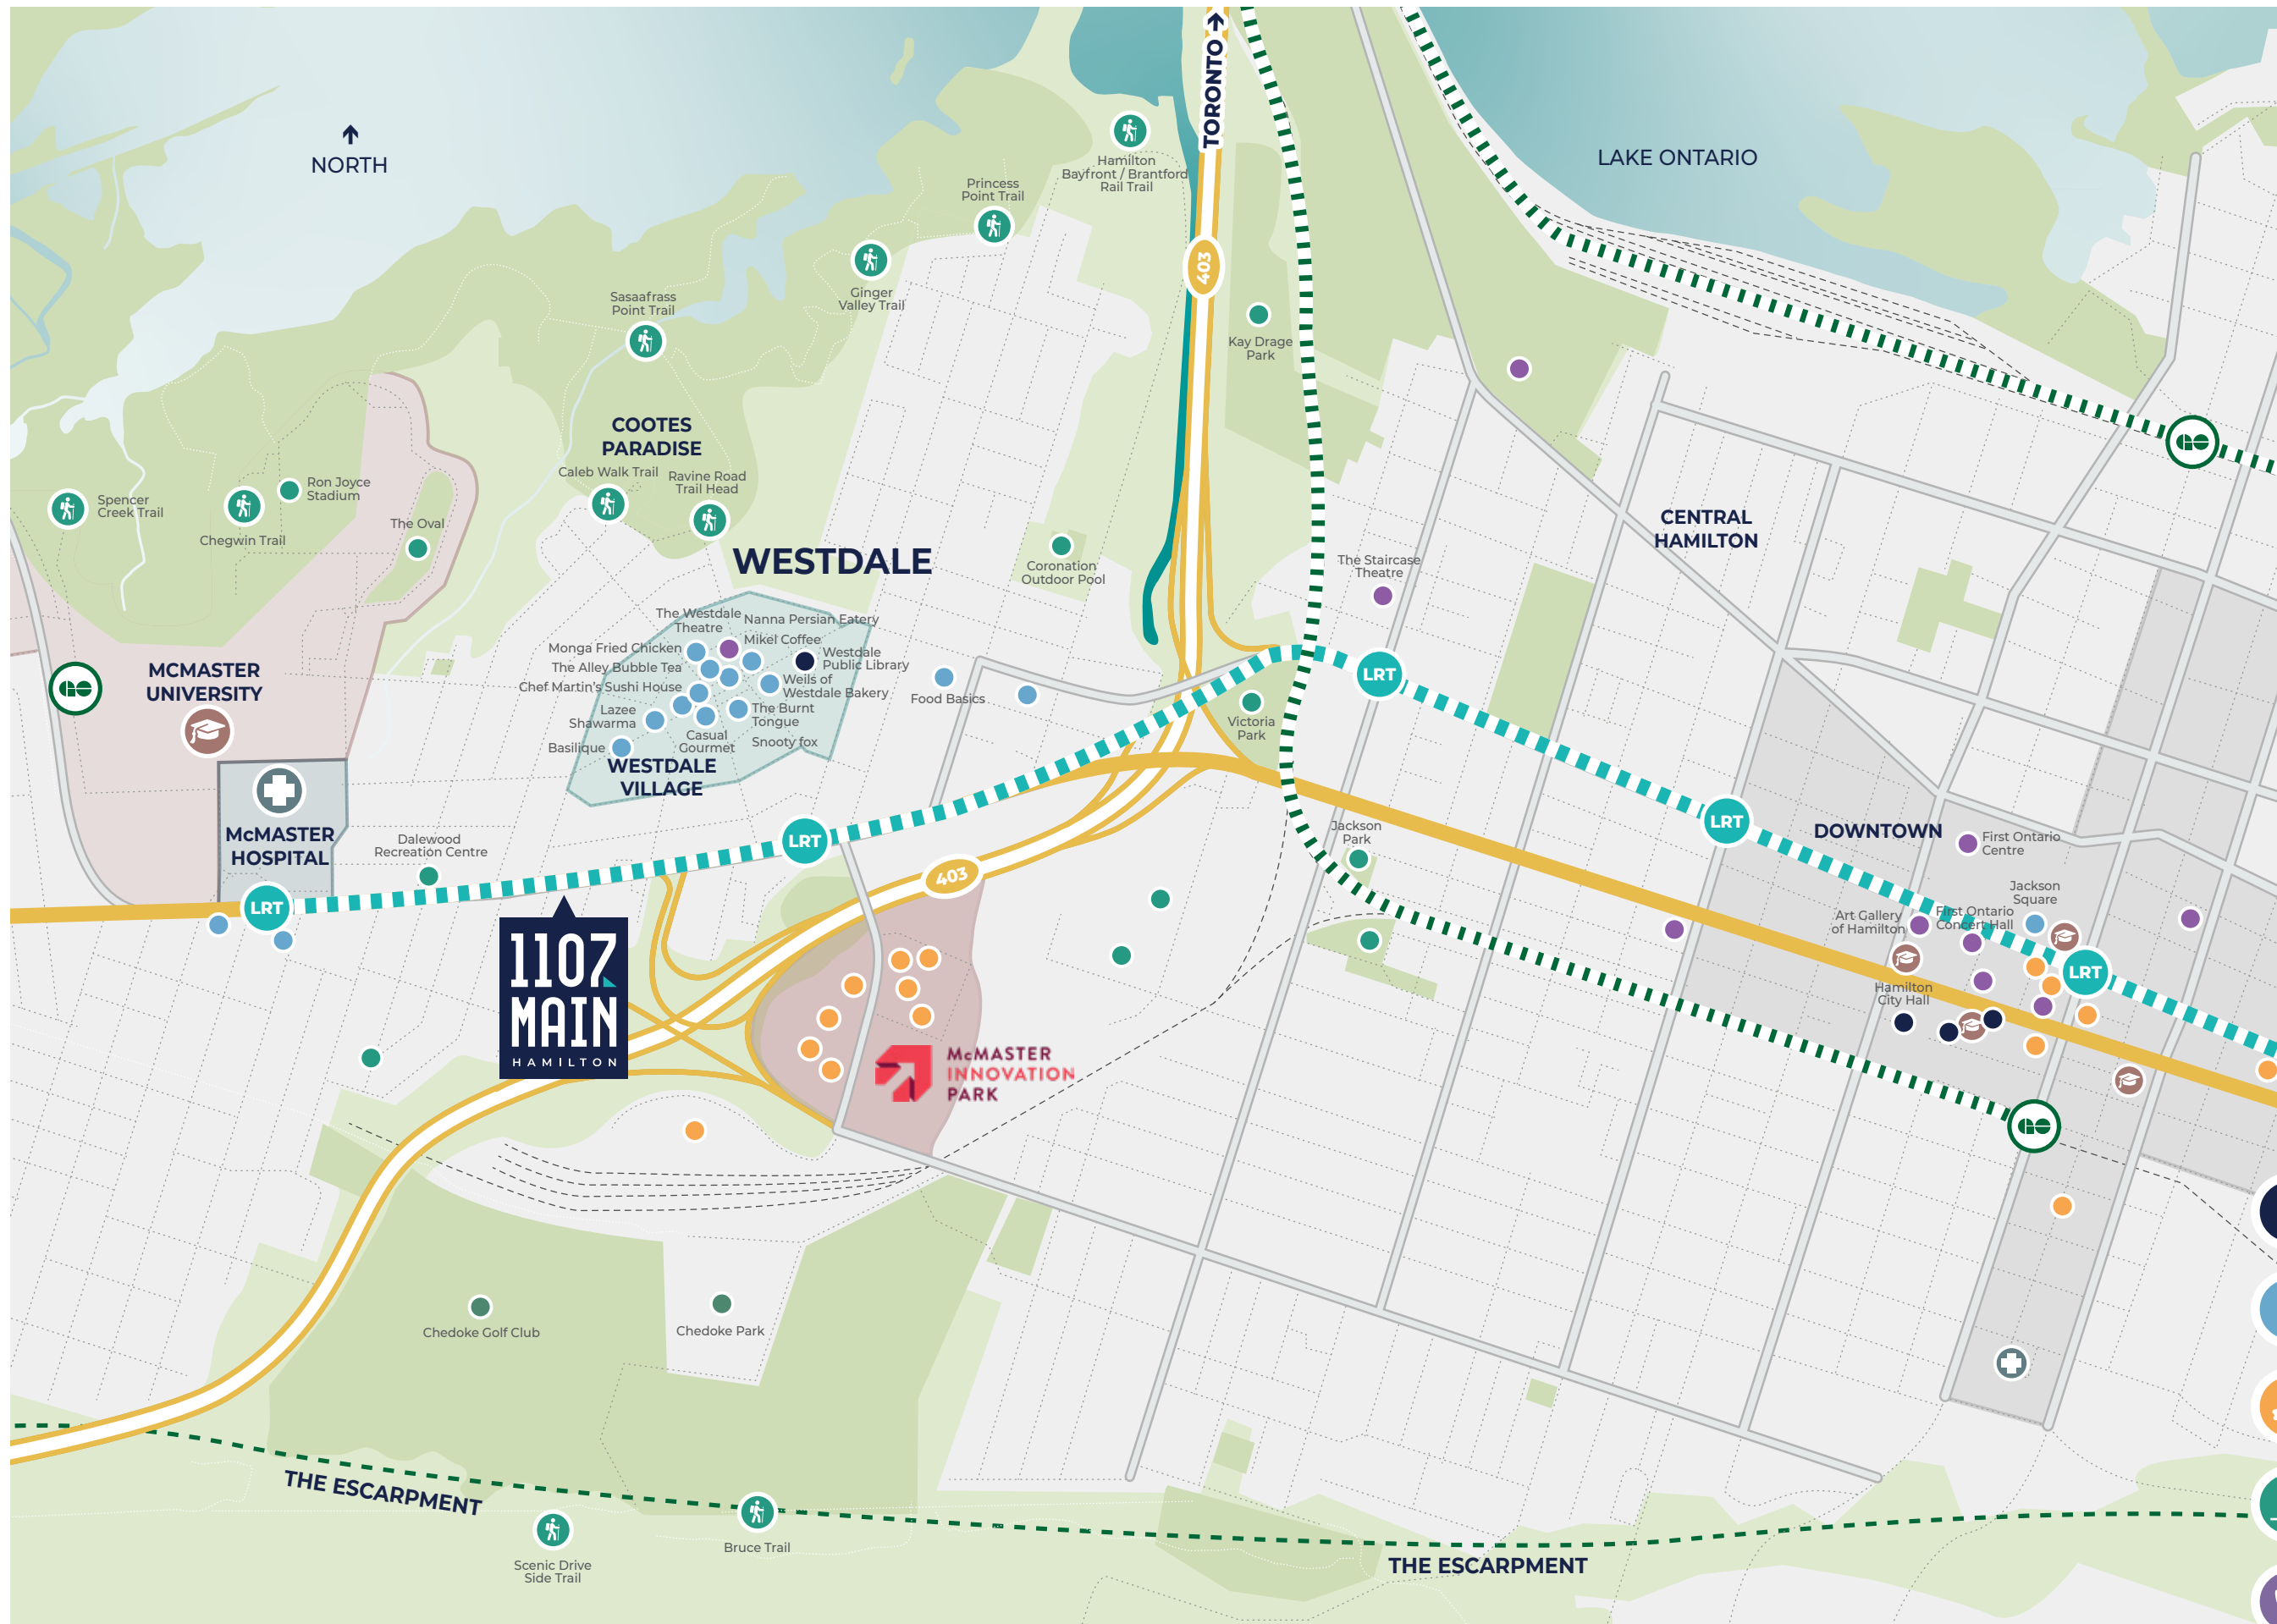 TORONTO
NORTH
LAKE ONTARIO
Hamilton
Bayfront / Brantford
Rail Trail
Princess
Point Trail
403
Ginger
Valley Trail
Sasaafrass
Point Trail
Kay Drage
Park
COOTES
PARADISE
Caleb Walk Trail
Ravine Road
Trail Head
Spencer
Creek Trail
Ron Joyce
Stadium
Chegwin Trail
The Oval
CENTRAL
HAMILTON
WESTDALE
Coronation
Outdoor Pool
The Staircase
Theatre
The Westdale
Theatre
Nanna Persian Eatery
Mikel Coffee
Monga Fried Chicken
The Alley Bubble Tea
Chef Martin's Sushi House
Westdale
Public Library
Weils of
Westdale Bakery
Lazee
Shawarma
The Burnt
Tongue
Casual
Gourmet
Snooty fox
Basilique
WESTDALE
VILLAGE
Food Basics
MCMASTER
UNIVERSITY
McMASTER
HOSPITAL
Victoria
Park
LRT
LRT
LRT
LRT
LRT
Dalewood
Recreation Centre
403
Jackson
Park
DOWNTOWN
First Ontario
Centre
Jackson
Square
Art Gallery
of Hamilton
First Ontario
Concert Hall
Hamilton
City Hall
1107
MAIN
HAMILTON
McMASTER
INNOVATION
PARK
Chedoke Golf Club
Chedoke Park
THE ESCARPMENT
Scenic Drive
Side Trail
Bruce Trail
THE ESCARPMENT
GO
GO
GO